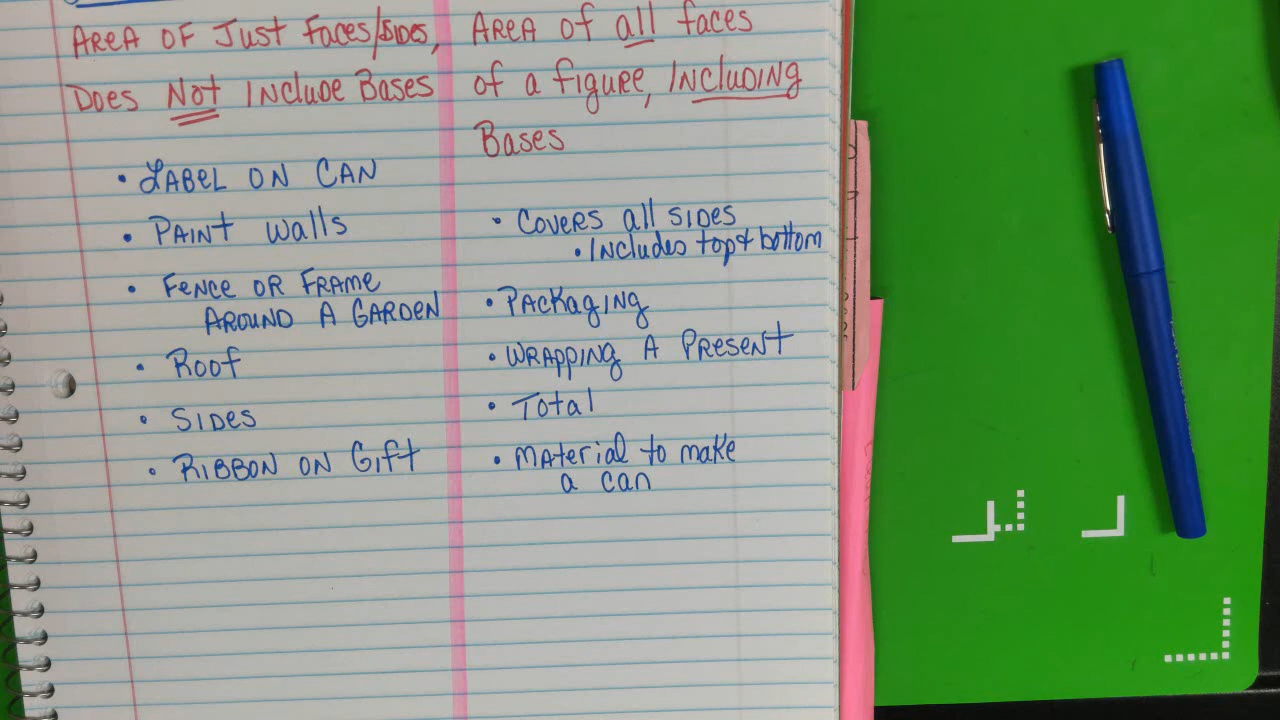 Area of Just Faces/Sides,
Does Not Include Bases
• Label on Can
• Paint Walls
• Fence or Frame
Around a Garden
• Roof
• Sides
• Ribbon on Gift
Area of all faces
of a figure, Including
Bases
• Covers all sides
• Includes top & bottom
• Packaging
• Wrapping a Present
• Total
• Material to make
a can